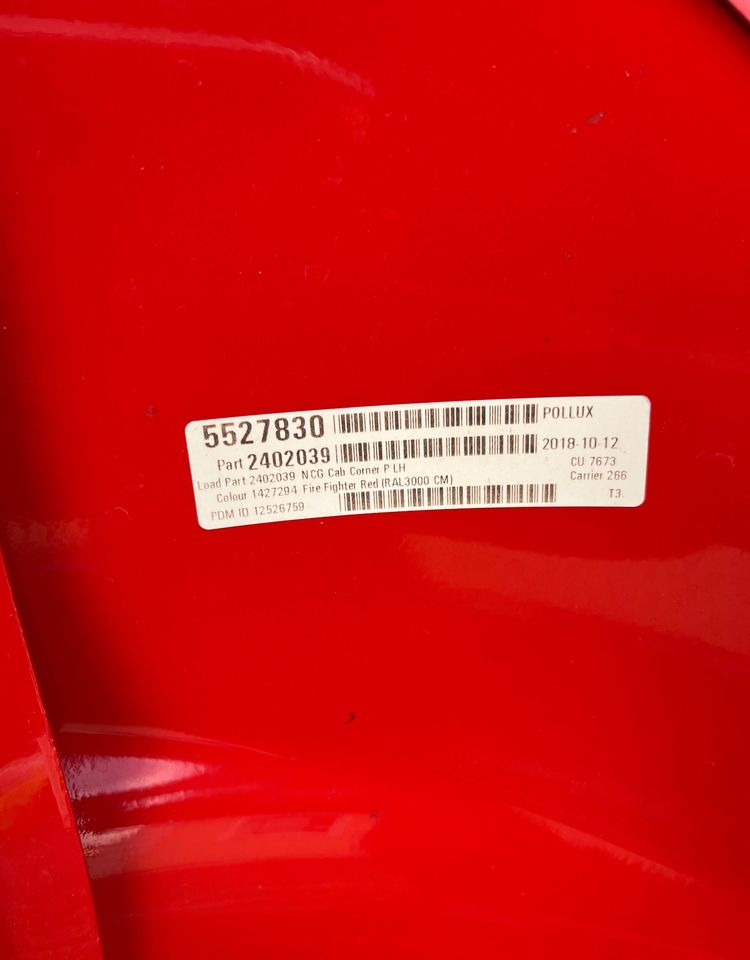 5527830 POLLUX
Part 2402039 2018-10-12
Load Part 2402039 NCG Cab Corner P LH CU 7673
Colour 1427294 Fire Fighter Red (RAL3000 CM) Carrier 266
PDM ID 12526759 T3